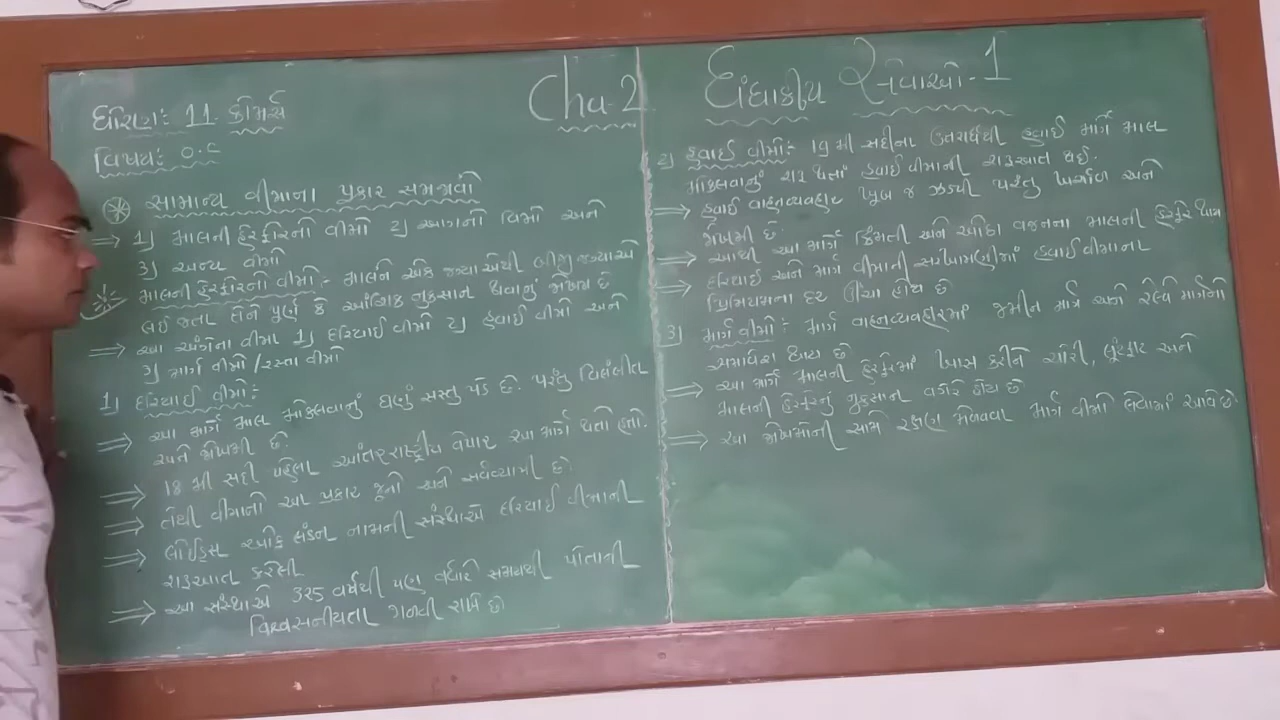 Cha-2 ધંધાકીય સેવાઓ-1
ધોરણ: 11. કોમર્સ
વિષય: O.C
સામાન્ય વીમાના પ્રકાર સમજાવો
⇒ 1) માલની હેરફેરનો વીમો 2) આગનો વિમો અને
3) અન્ય વીમો
માલની હેરફેરનો વીમો:- માલને એક જગ્યાએથી બીજી જગ્યાએ
લઈ જતા તેને પૂર્ણ કે આંશિક નુકસાન થવાનું જોખમ છે
⇒ આ અંગેના વીમા 1) દરિયાઈ વીમો 2) હવાઈ વીમો અને
3) માર્ગ વીમો / રસ્તા વીમો
1) દરિયાઈ વીમો:
⇒ આ માર્ગે માલ મોકલવાનું ઘણું સસ્તુ પડે છે. પરંતુ વિલંબીત
અને જોખમી છે
⇒ 18 મી સદી પહેલા આંતરરાષ્ટ્રીય વેપાર આ માર્ગે થતો હતો.
⇒ તેથી વીમાનો આ પ્રકાર જૂનો અને સર્વવ્યાપી છે.
⇒ લોઈડ્સ ઓફ લંડન નામની સંસ્થાએ દરિયાઈ વીમાની
શરૂઆત કરેલી
⇒ આ સંસ્થાએ 325 વર્ષથી પણ વધારે સમયથી પોતાની
વિશ્વસનીયતા જાળવી રાખી છે
2) હવાઈ વીમો:- 19 મી સદીના ઉતરાર્ધથી હવાઈ માર્ગે માલ
મોકલવાનું શરૂ થતા હવાઈ વીમાની શરૂઆત થઈ.
⇒ હવાઈ વાહનવ્યવહાર ખુબ જ ઝડપી પરંતુ ખર્ચાળ અને
જોખમી છે.
⇒ આથી આ માર્ગે કિંમતી અને ઓછા વજનના માલની હેરફેર થાય
⇒ દરિયાઈ અને માર્ગ વીમાની સરખામણીમાં હવાઈ વીમાના
પ્રિમિયમના દર ઊંચા હોય છે
3) માર્ગ વીમો:- માર્ગ વાહનવ્યવહારમાં જમીન માર્ગ અને રેલ્વે માર્ગનો
સમાવેશ થાય છે
⇒ આ માર્ગે માલની હેરફેરમાં ખાસ કરીને ચોરી, લૂંટફાટ અને
માલની હેરફેરનું નુકસાન વગેરે હોય છે
⇒ આ જોખમોની સામે રક્ષણ મેળવવા માર્ગ વીમો લેવામાં આવે છે.